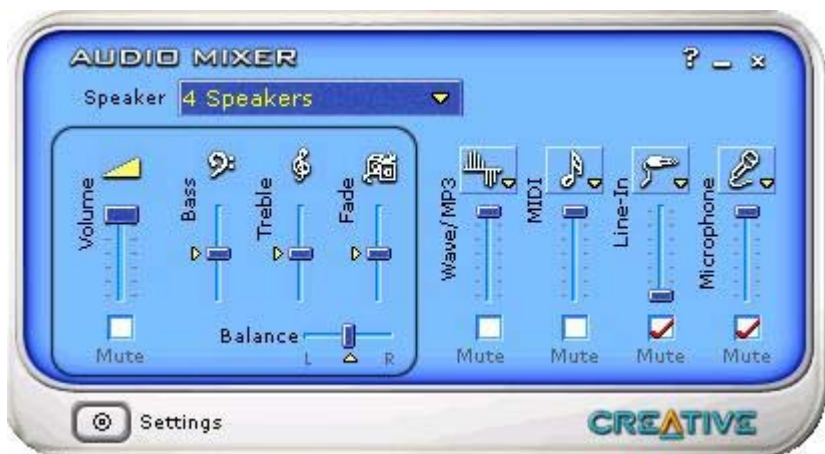 AUDIO MIXER
? _ x
Speaker 4 Speakers
Volume
Bass
Treble
Fade
Wave/MP3
MIDI
Line-In
Microphone
Balance
L R
Mute Mute Mute Mute Mute
Settings
CREATIVE